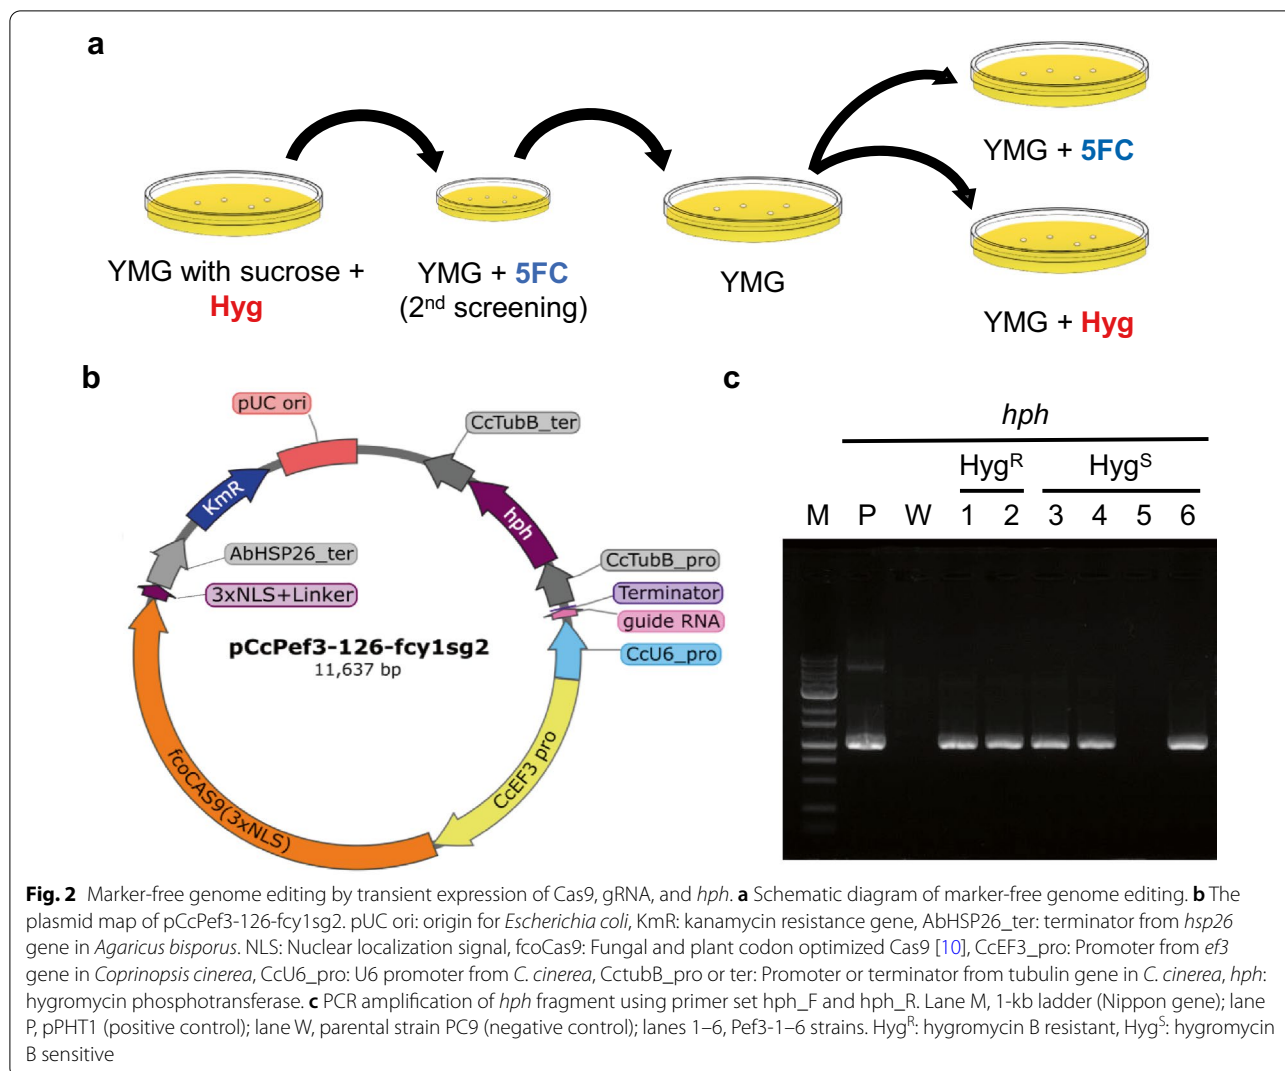 a
YMG with sucrose +
Hyg
YMG + 5FC
(2nd screening)
YMG
YMG + 5FC
YMG + Hyg
b
pUC ori
CcTubB_ter
KmR
hph
AbHSP26_ter
CcTubB_pro
3xNLS+Linker
Terminator
guide RNA
pCcPef3-126-fcy1sg2
11,637 bp
CcU6_pro
fcoCAS9(3xNLS)
CcEF3 pro
c
hph
HygR HygS
M P W 1 2 3 4 5 6
Fig. 2 Marker-free genome editing by transient expression of Cas9, gRNA, and hph. a Schematic diagram of marker-free genome editing. b The
plasmid map of pCcPef3-126-fcy1sg2. pUC ori: origin for Escherichia coli, KmR: kanamycin resistance gene, AbHSP26_ter: terminator from hsp26
gene in Agaricus bisporus. NLS: Nuclear localization signal, fcoCas9: Fungal and plant codon optimized Cas9 [10], CcEF3_pro: Promoter from ef3
gene in Coprinopsis cinerea, CcU6_pro: U6 promoter from C. cinerea, CctubB_pro or ter: Promoter or terminator from tubulin gene in C. cinerea, hph:
hygromycin phosphotransferase. c PCR amplification of hph fragment using primer set hph_F and hph_R. Lane M, 1-kb ladder (Nippon gene); lane
P, pPHT1 (positive control); lane W, parental strain PC9 (negative control); lanes 1–6, Pef3-1–6 strains. HygR: hygromycin B resistant, HygS: hygromycin
B sensitive